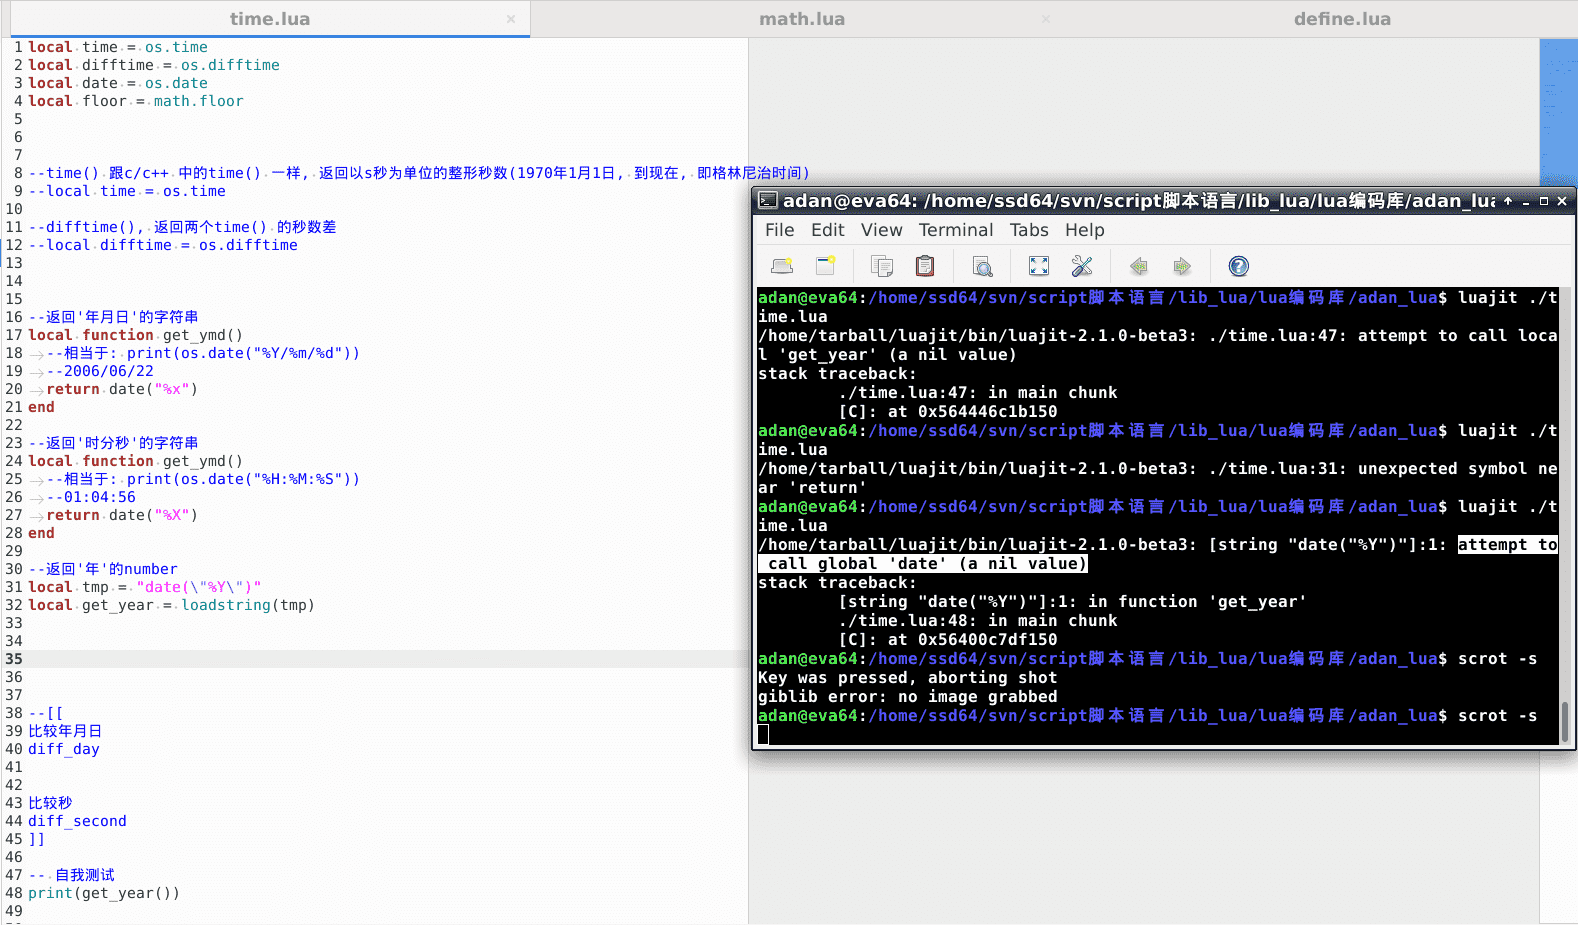 time.lua
math.lua
define.lua
1 local time = os.time
2 local difftime = os.difftime
3 local date = os.date
4 local floor = math.floor
5
6
7
8 --time() 跟c/c++ 中的time() 一样, 返回以s秒为单位的整形秒数(1970年1月1日, 到现在, 即格林尼治时间)
9 --local time = os.time
10
11 --difftime(), 返回两个time() 的秒数差
12 --local difftime = os.difftime
13
14
15
16 --返回'年月日'的字符串
17 local function get_ymd()
18 --相当于: print(os.date("%Y/%m/%d"))
19 --2006/06/22
20 return date("%x")
21 end
22
23 --返回'时分秒'的字符串
24 local function get_ymd()
25 --相当于: print(os.date("%H:%M:%S"))
26 --01:04:56
27 return date("%X")
28 end
29
30 --返回'年'的number
31 local tmp = "date(\"%Y\")"
32 local get_year = loadstring(tmp)
33
34
35
36
37
38 --[[
39 比较年月日
40 diff_day
41
42
43 比较秒
44 diff_second
45 ]]
46
47 -- 自我测试
48 print(get_year())
49
adan@eva64: /home/ssd64/svn/script脚本语言/lib_lua/lua编码库/adan_lua
File Edit View Terminal Tabs Help
adan@eva64:/home/ssd64/svn/script脚本语言/lib_lua/lua编码库/adan_lua$ luajit ./t
ime.lua
/home/tarball/luajit/bin/luajit-2.1.0-beta3: ./time.lua:47: attempt to call loca
l 'get_year' (a nil value)
stack traceback:
./time.lua:47: in main chunk
[C]: at 0x564446c1b150
adan@eva64:/home/ssd64/svn/script脚本语言/lib_lua/lua编码库/adan_lua$ luajit ./t
ime.lua
/home/tarball/luajit/bin/luajit-2.1.0-beta3: ./time.lua:31: unexpected symbol ne
ar 'return'
adan@eva64:/home/ssd64/svn/script脚本语言/lib_lua/lua编码库/adan_lua$ luajit ./t
ime.lua
/home/tarball/luajit/bin/luajit-2.1.0-beta3: [string "date("%Y")"]:1: attempt to
call global 'date' (a nil value)
stack traceback:
[string "date("%Y")"]:1: in function 'get_year'
./time.lua:48: in main chunk
[C]: at 0x56400c7df150
adan@eva64:/home/ssd64/svn/script脚本语言/lib_lua/lua编码库/adan_lua$ scrot -s
Key was pressed, aborting shot
giblib error: no image grabbed
adan@eva64:/home/ssd64/svn/script脚本语言/lib_lua/lua编码库/adan_lua$ scrot -s